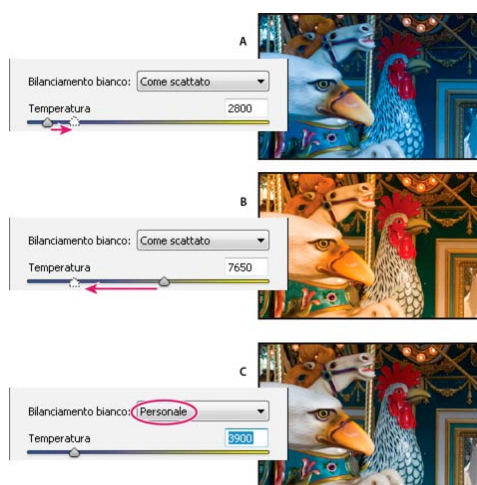 A
Bilanciamento bianco: Come scattato
Temperatura 2800
B
Bilanciamento bianco: Come scattato
Temperatura 7650
C
Bilanciamento bianco: Personale
Temperatura 3900